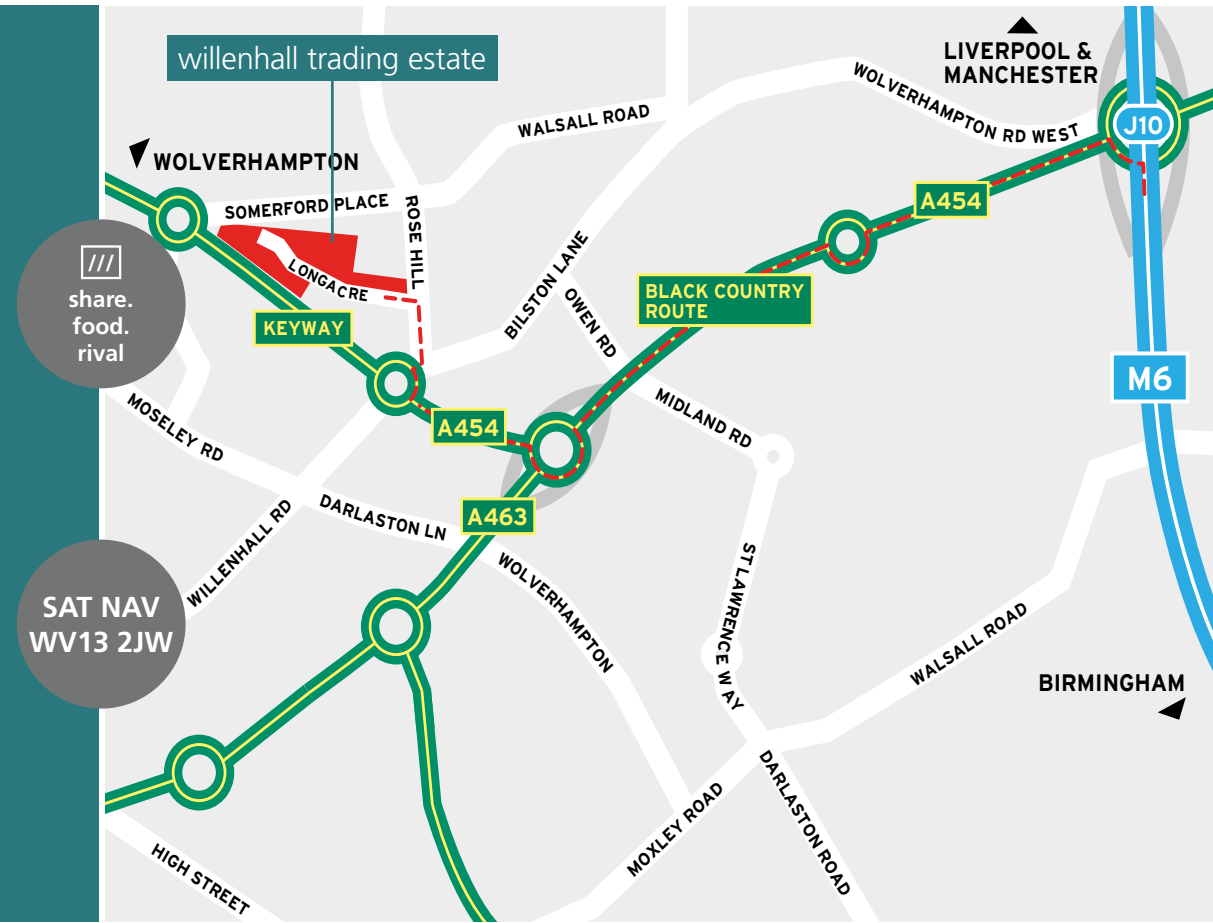 willenhall trading estate
LIVERPOOL &
MANCHESTER
WOLVERHAMPTON RD WEST
J10
WALSALL ROAD
WOLVERHAMPTON
SOMERFORD PLACE
ROSE HILL
A454
LONGACRE
BILSTON LANE
///
share.
food.
rival
KEYWAY
BLACK COUNTRY
ROUTE
OWEN RD
M6
MOSELEY RD
A454
MIDLAND RD
A463
DARLASTON LN
WILLENHALL RD
WOLVERHAMPTON
ST LAWRENCE WAY
SAT NAV
WV13 2JW
WALSALL ROAD
BIRMINGHAM
MOXLEY ROAD
DARLASTON ROAD
HIGH STREET